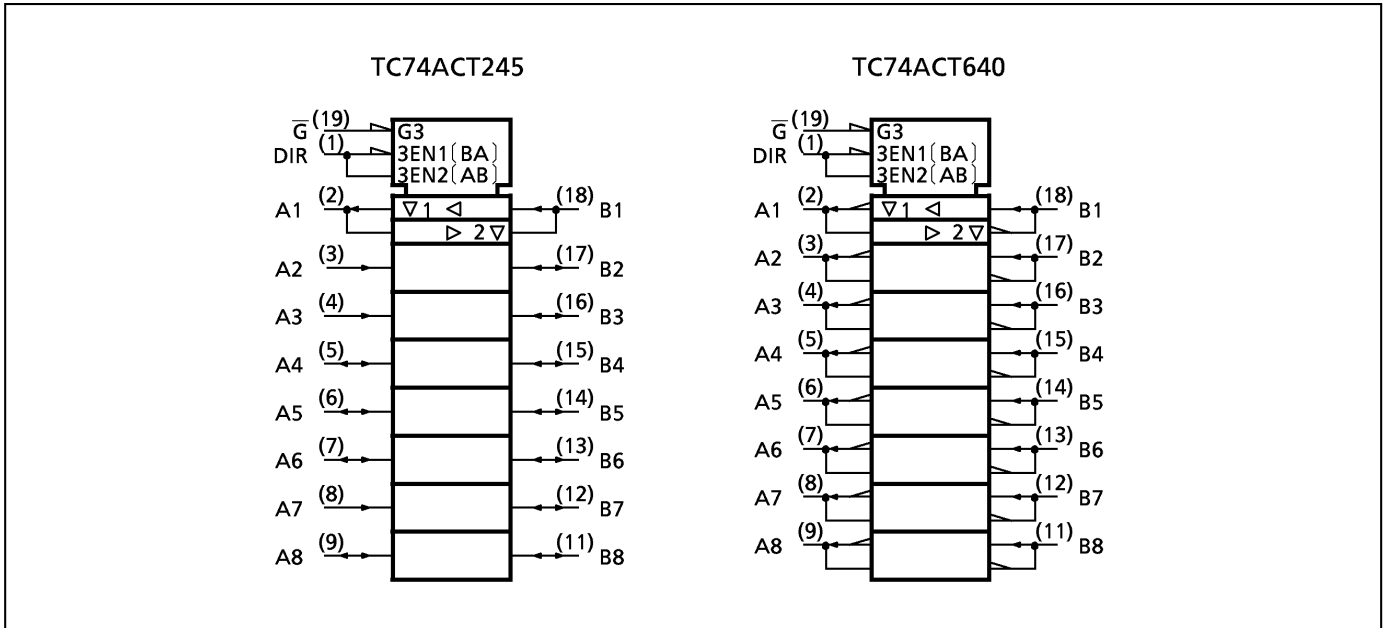 TC74ACT245
G̅ (19) G3
DIR (1) 3EN1 [BA]
3EN2 [AB]
A1 (2) ▽ 1 ◁ (18) B1
▷ 2 ▽
A2 (3) (17) B2
A3 (4) (16) B3
A4 (5) (15) B4
A5 (6) (14) B5
A6 (7) (13) B6
A7 (8) (12) B7
A8 (9) (11) B8
TC74ACT640
G̅ (19) G3
DIR (1) 3EN1 [BA]
3EN2 [AB]
A1 (2) ▽ 1 ◁ (18) B1
▷ 2 ▽
A2 (3) (17) B2
A3 (4) (16) B3
A4 (5) (15) B4
A5 (6) (14) B5
A6 (7) (13) B6
A7 (8) (12) B7
A8 (9) (11) B8